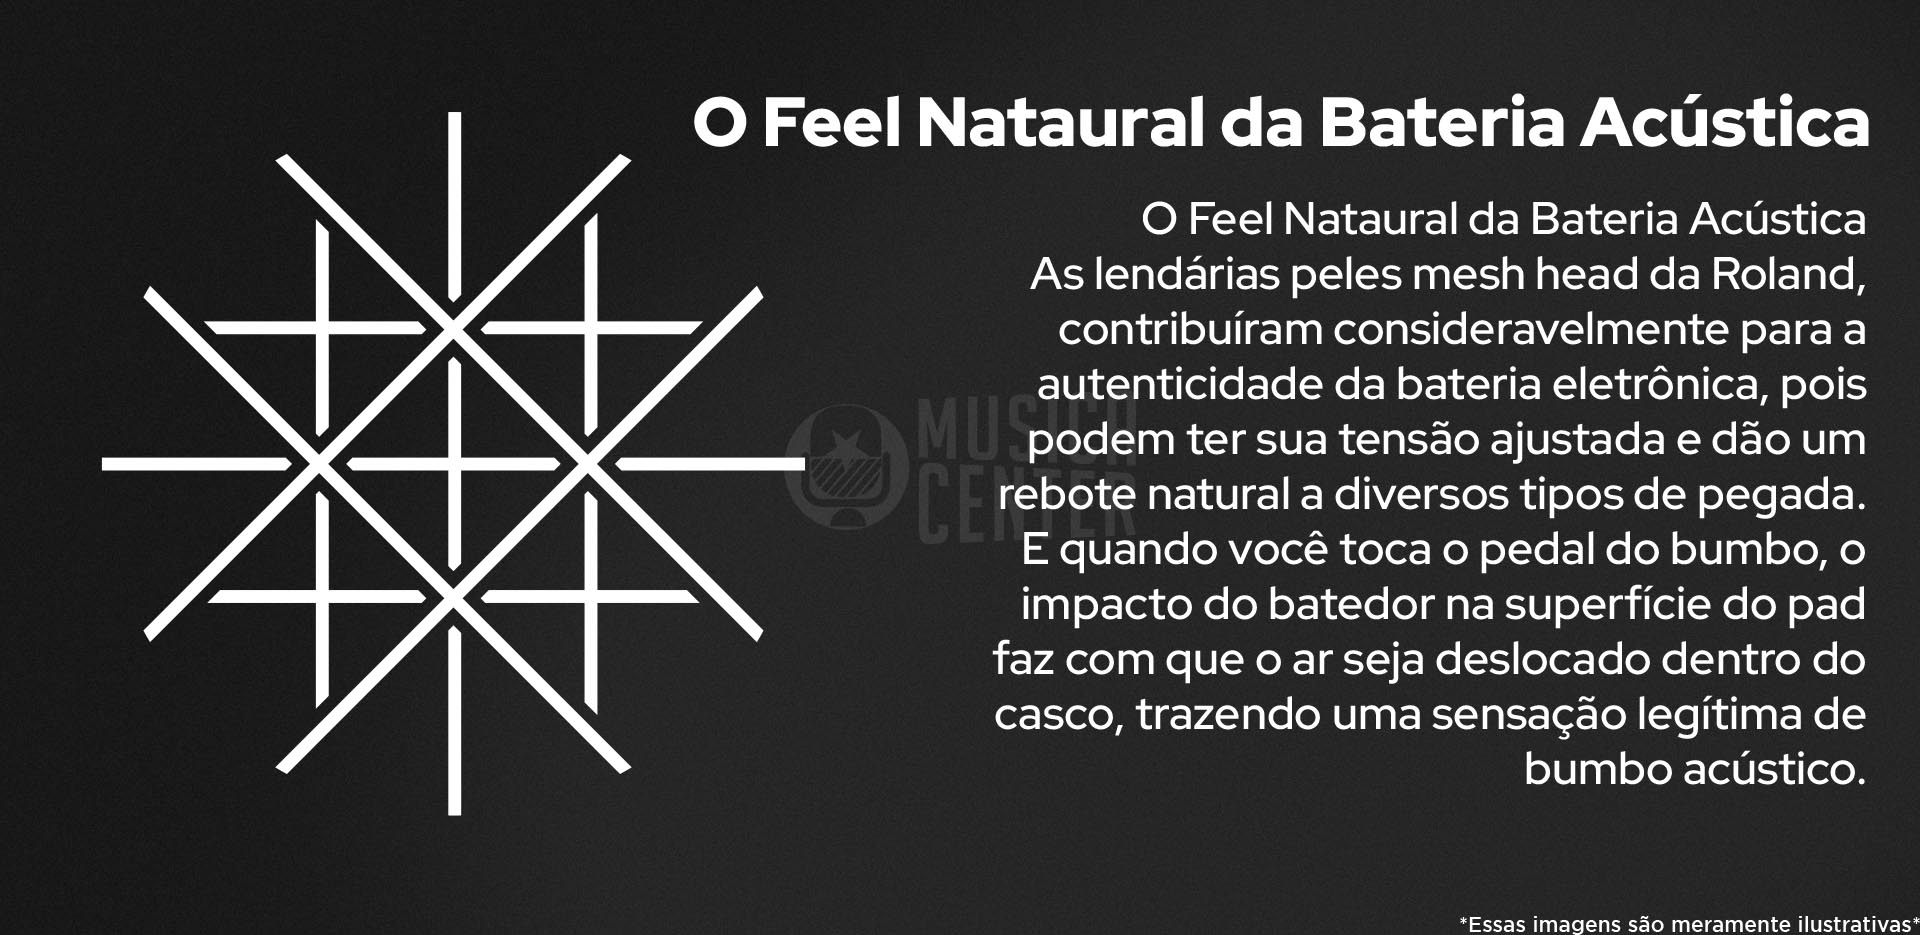 O Feel Nataural da Bateria Acústica
O Feel Nataural da Bateria Acústica
As lendárias peles mesh head da Roland,
contribuíram consideravelmente para a
autenticidade da bateria eletrônica, pois
podem ter sua tensão ajustada e dão um
rebote natural a diversos tipos de pegada.
E quando você toca o pedal do bumbo, o
impacto do batedor na superfície do pad
faz com que o ar seja deslocado dentro do
casco, trazendo uma sensação legítima de
bumbo acústico.
MUSICA
CENTER
*Essas imagens são meramente ilustrativas*